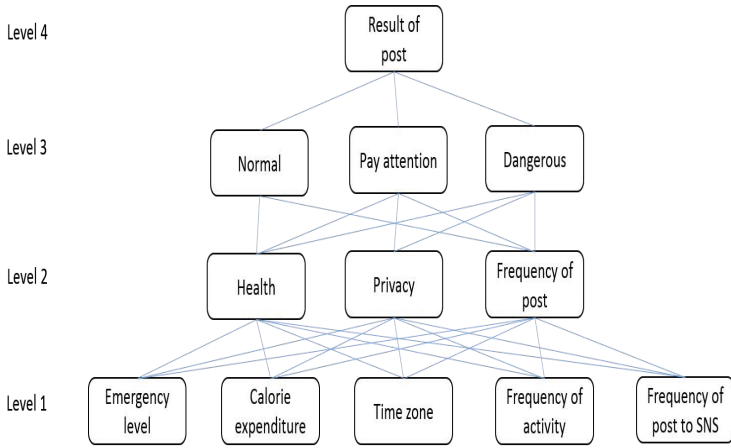 Level 4
Result of
post
Level 3
Normal
Pay attention
Dangerous
Level 2
Health
Privacy
Frequency of
post
Level 1
Emergency
level
Calorie
expenditure
Time zone
Frequency of
activity
Frequency of
post to SNS